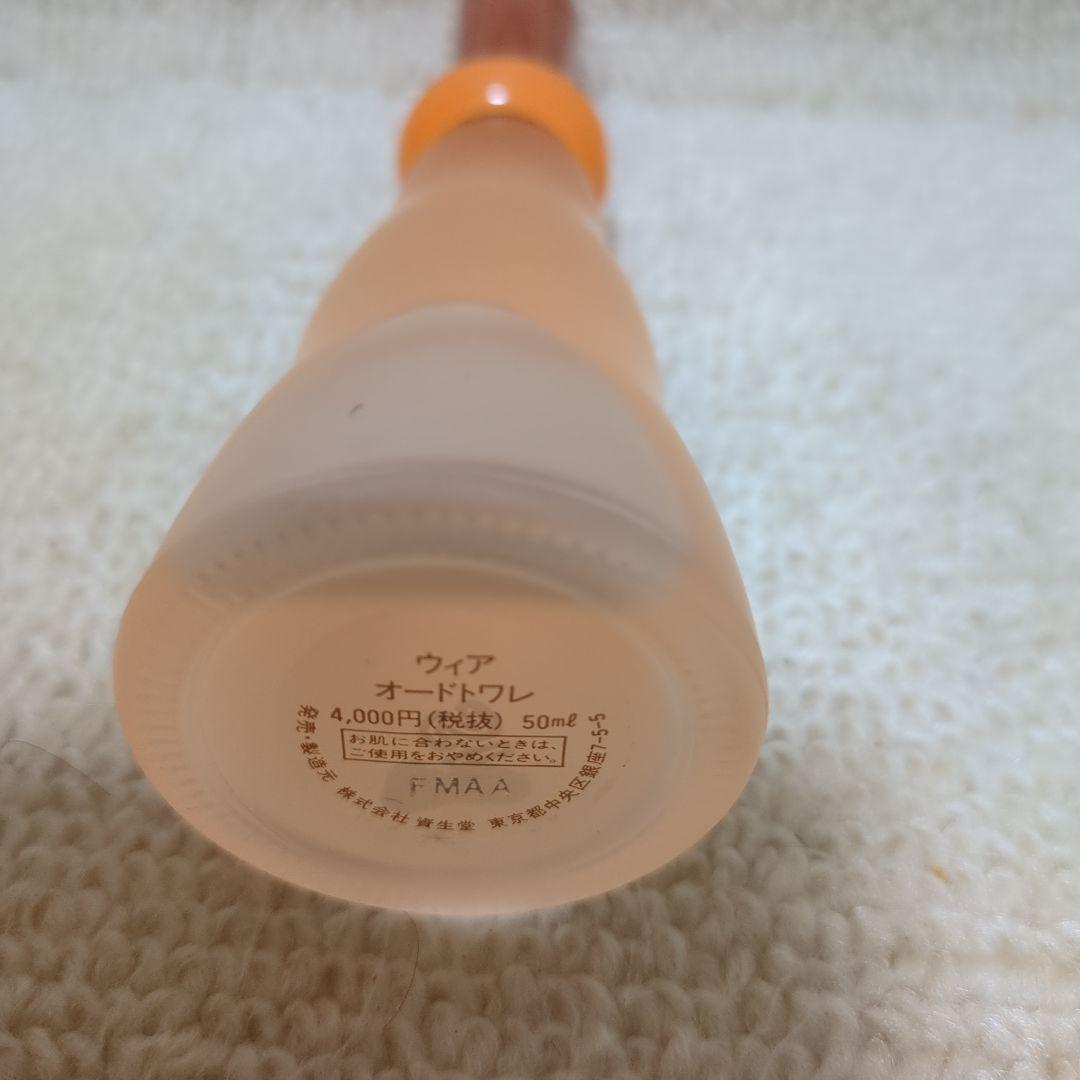 ウィア
オードトワレ
4,000円(税抜) 50mℓ
お肌に合わないときは、
ご使用をおやめください。
FMAA
発売・製造元 株式会社 資生堂 東京都中央区銀座7-5-5